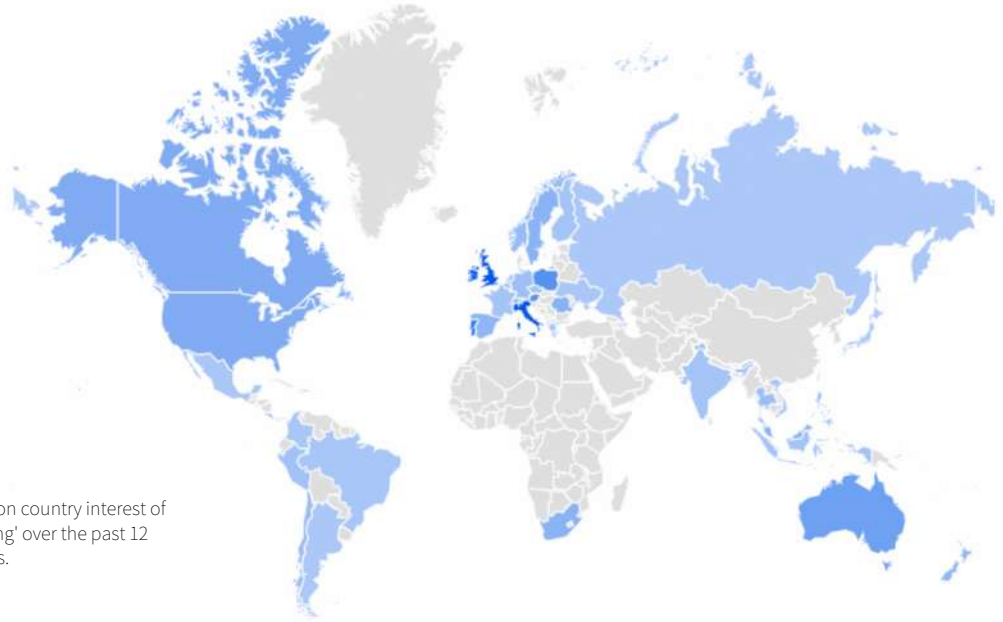 on country interest of
ng' over the past 12
s.